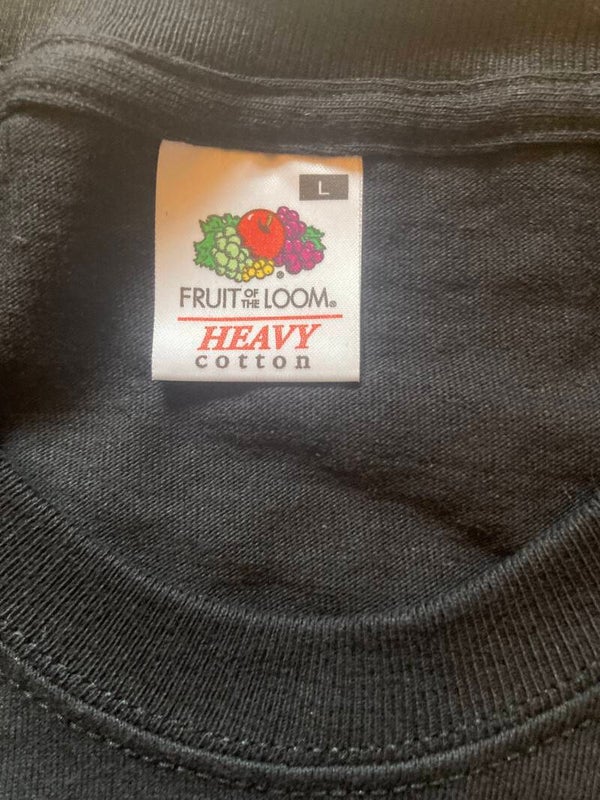 L
FRUIT OF THE LOOM®
HEAVY
cotton